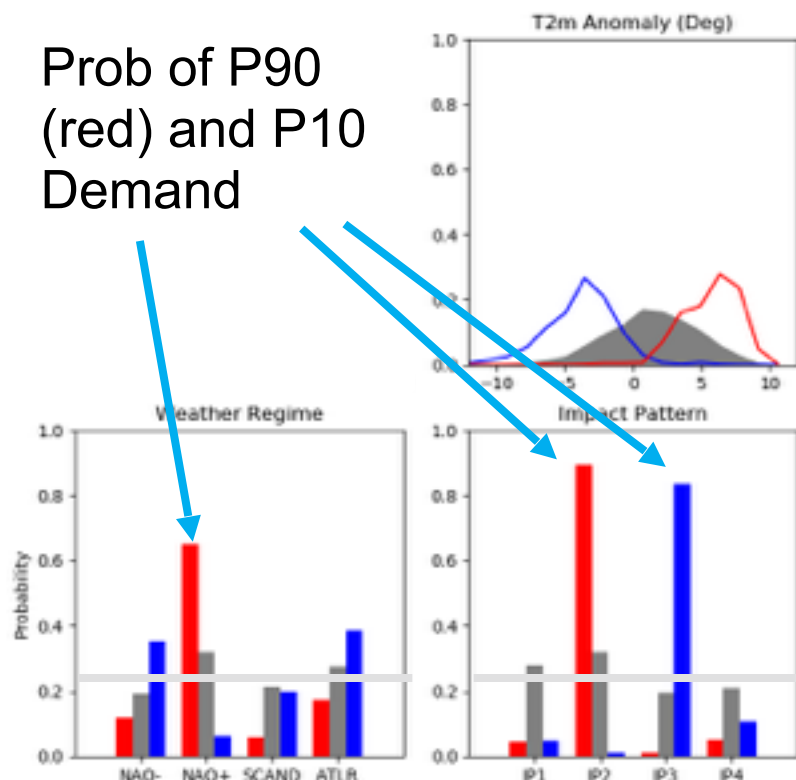 T2m Anomaly (Deg)
Prob of P90
(red) and P10
Demand
1.0
0.8
0.6
0.4
0.0
−10
-5
0
5
10
Weather Regime
1.0
0.8
0.6
0.4
0.2
0.0
Probability
NAO-
NAO+
SCAND
ATLR
Impact Pattern
1.0
0.8
0.6
0.4
0.2
0.0
IP1
IP2
IP3
IP4